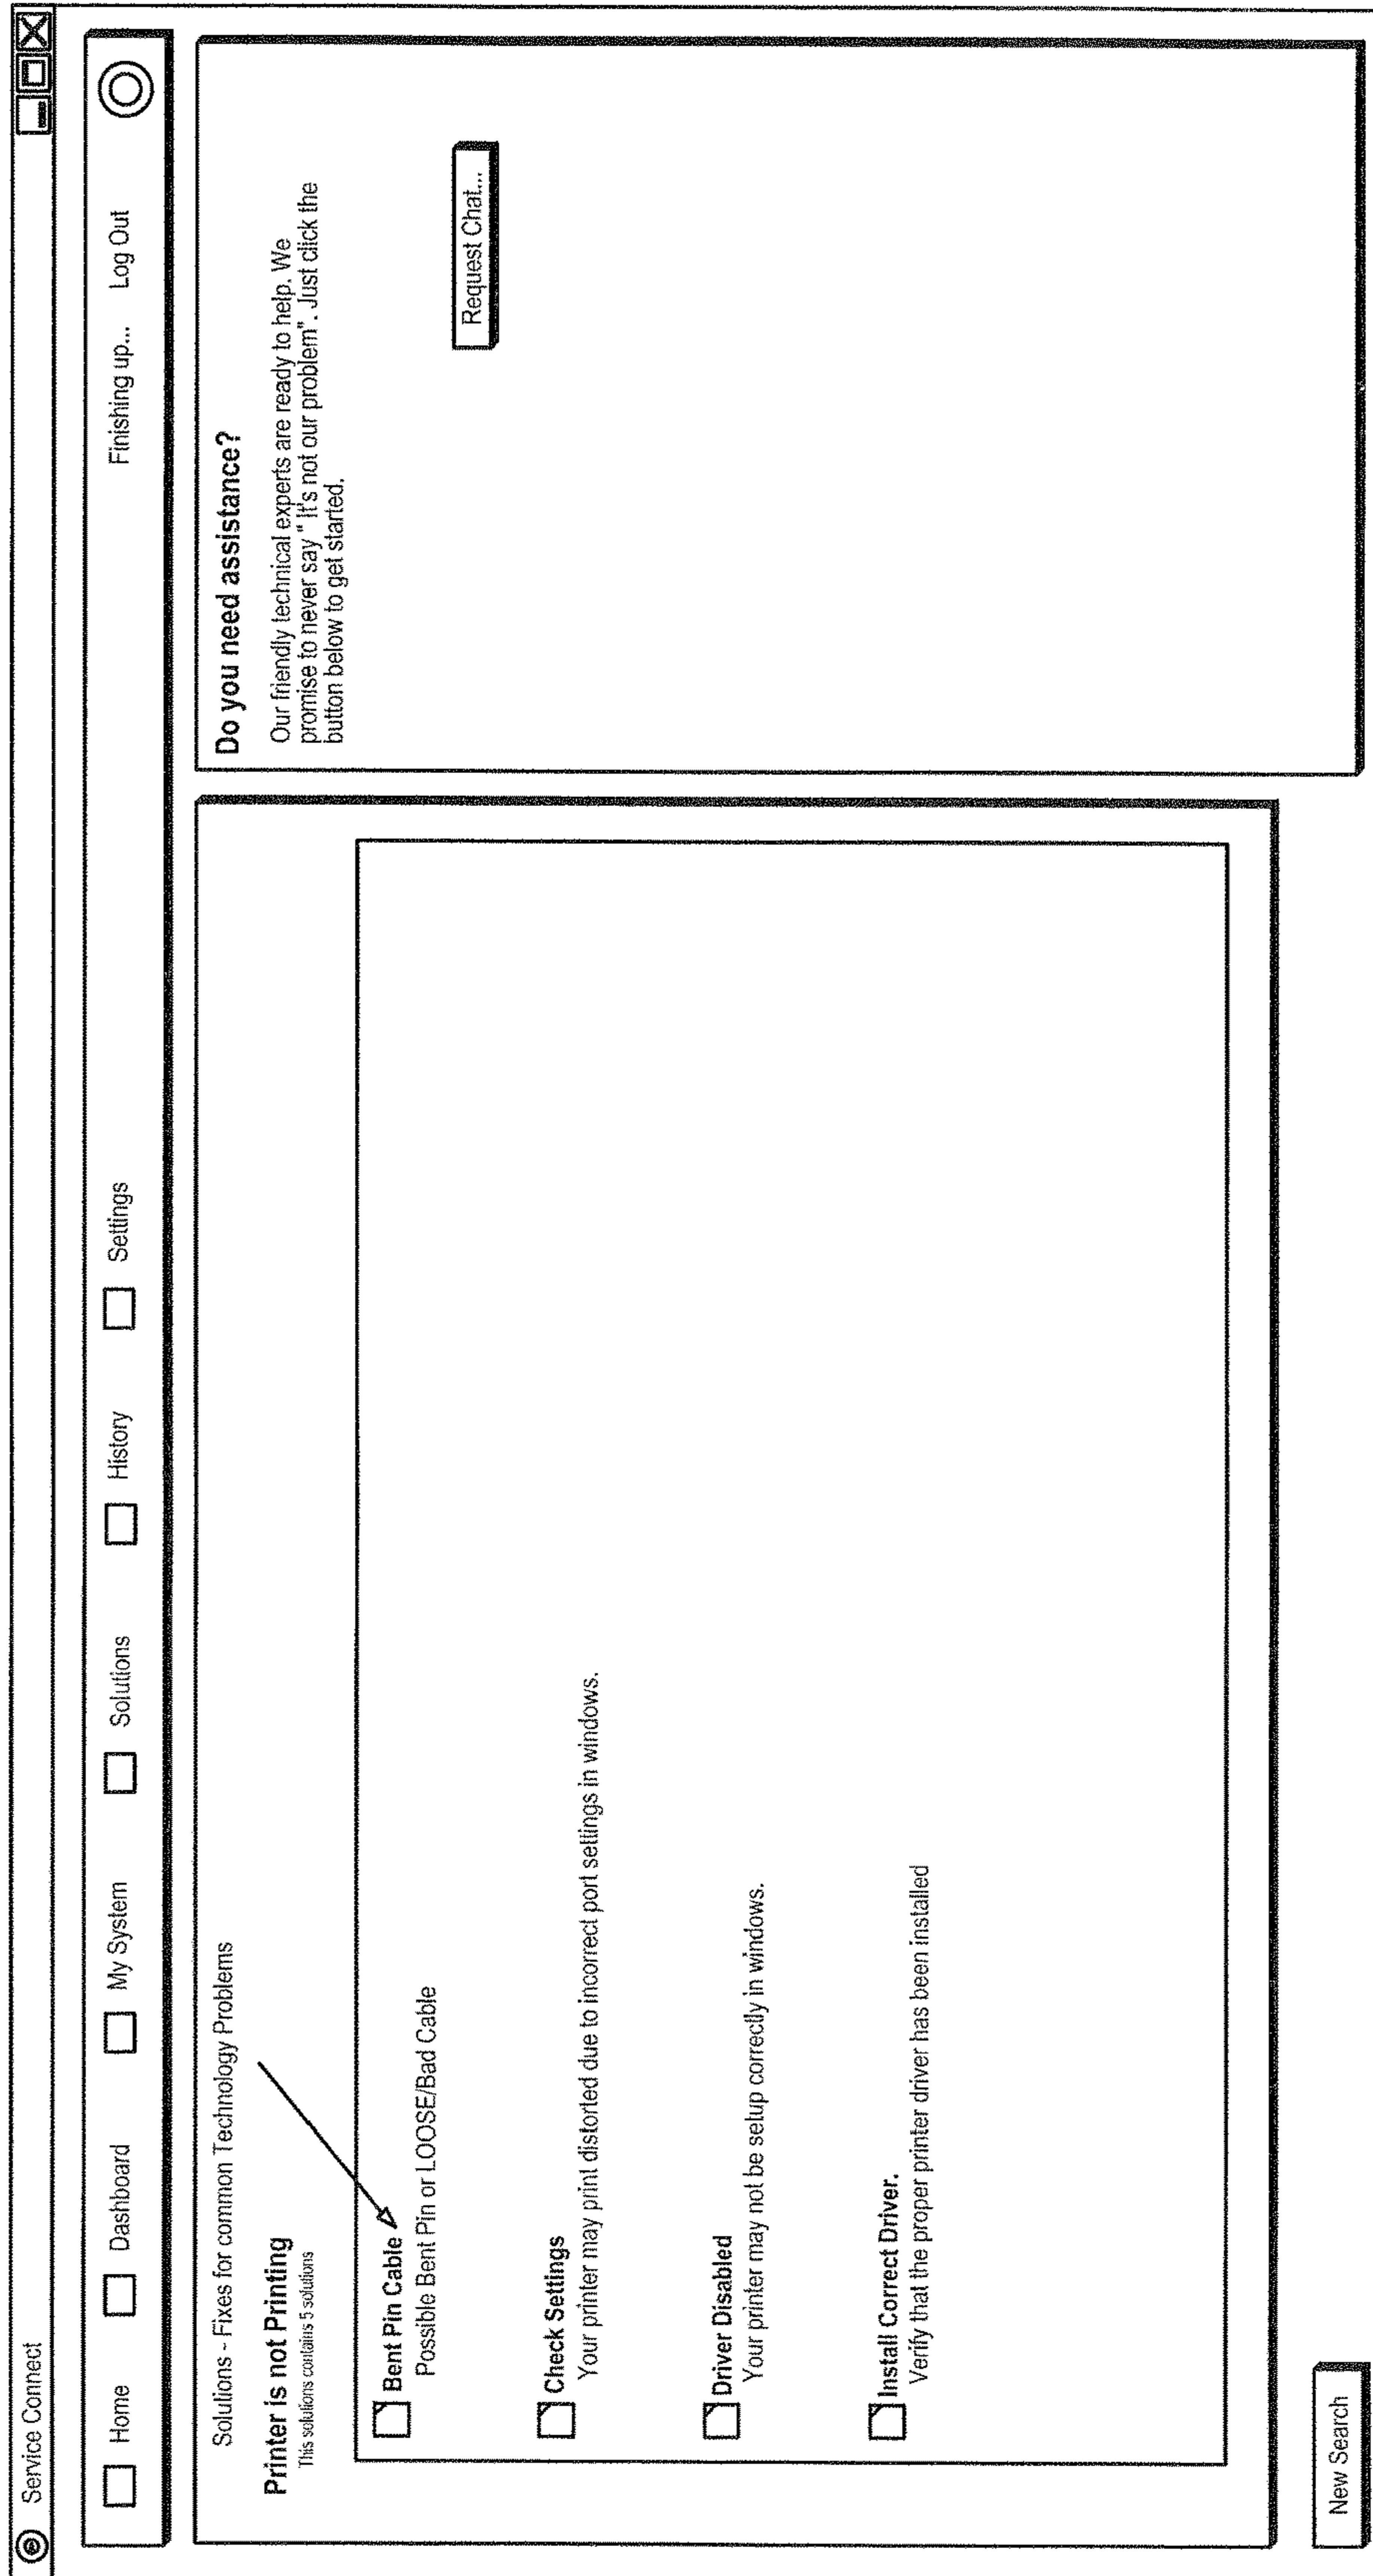 Service Connect
Home Dashboard My System Solutions History Settings Finishing up... Log Out
Solutions ~ Fixes for common Technology Problems
Printer is not Printing
This solutions contains 5 solutions
Bent Pin Cable
Possible Bent Pin or LOOSE/Bad Cable
Check Settings
Your printer may print distorted due to incorrect port settings in windows.
Driver Disabled
Your printer may not be setup correctly in windows.
Install Correct Driver.
Verify that the proper printer driver has been installed
New Search
Do you need assistance?
Our friendly technical experts are ready to help. We
promise to never say " It's not our problem". Just click the
button below to get started.
Request Chat...